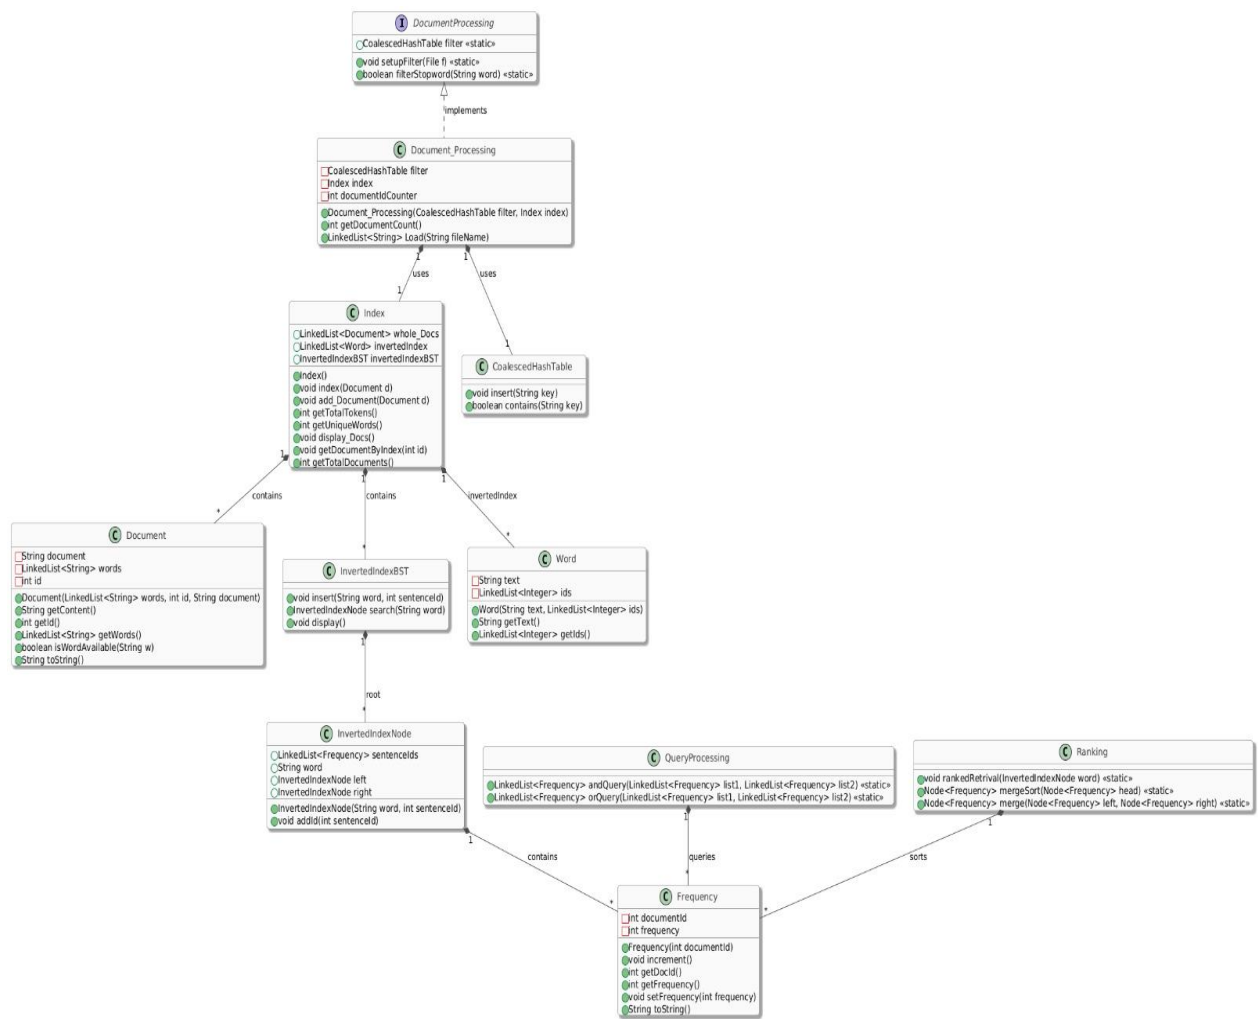 I DocumentProcessing
CoalescedHashTable filter «static»
void setupFilter(File f) «static»
boolean filterStopword(String word) «static»
implements
C Document_Processing
CoalescedHashTable filter
Index index
int documentIdCounter
Document_Processing(CoalescedHashTable filter, Index index)
int getDocumentCount()
LinkedList<String> Load(String fileName)
1 1
uses uses
1
C Index
LinkedList<Document> whole_Docs
LinkedList<Word> invertedIndex
InvertedIndexBST invertedIndexBST
Index()
void index(Document d)
void add_Document(Document d)
int getTotalTokens()
int getUniqueWords()
void display_Docs()
void getDocumentByIndex(int id)
int getTotalDocuments()
1
C CoalescedHashTable
void insert(String key)
boolean contains(String key)
1 1 1
contains contains invertedIndex
* * *
C Document
String document
LinkedList<String> words
int id
Document(LinkedList<String> words, int id, String document)
String getContent()
int getId()
LinkedList<String> getWords()
boolean isWordAvailable(String w)
String toString()
C InvertedIndexBST
void insert(String word, int sentenceId)
InvertedIndexNode search(String word)
void display()
C Word
String text
LinkedList<Integer> ids
Word(String text, LinkedList<Integer> ids)
String getText()
LinkedList<Integer> getIds()
1
root
*
C InvertedIndexNode
LinkedList<Frequency> sentenceIds
String word
InvertedIndexNode left
InvertedIndexNode right
InvertedIndexNode(String word, int sentenceId)
void addId(int sentenceId)
C QueryProcessing
LinkedList<Frequency> andQuery(LinkedList<Frequency> list1, LinkedList<Frequency> list2) «static»
LinkedList<Frequency> orQuery(LinkedList<Frequency> list1, LinkedList<Frequency> list2) «static»
C Ranking
void rankedRetrival(InvertedIndexNode word) «static»
Node<Frequency> mergeSort(Node<Frequency> head) «static»
Node<Frequency> merge(Node<Frequency> left, Node<Frequency> right) «static»
1 1 1
contains queries sorts
* * *
C Frequency
int documentId
int frequency
Frequency(int documentId)
void increment()
int getDocId()
int getFrequency()
void setFrequency(int frequency)
String toString()